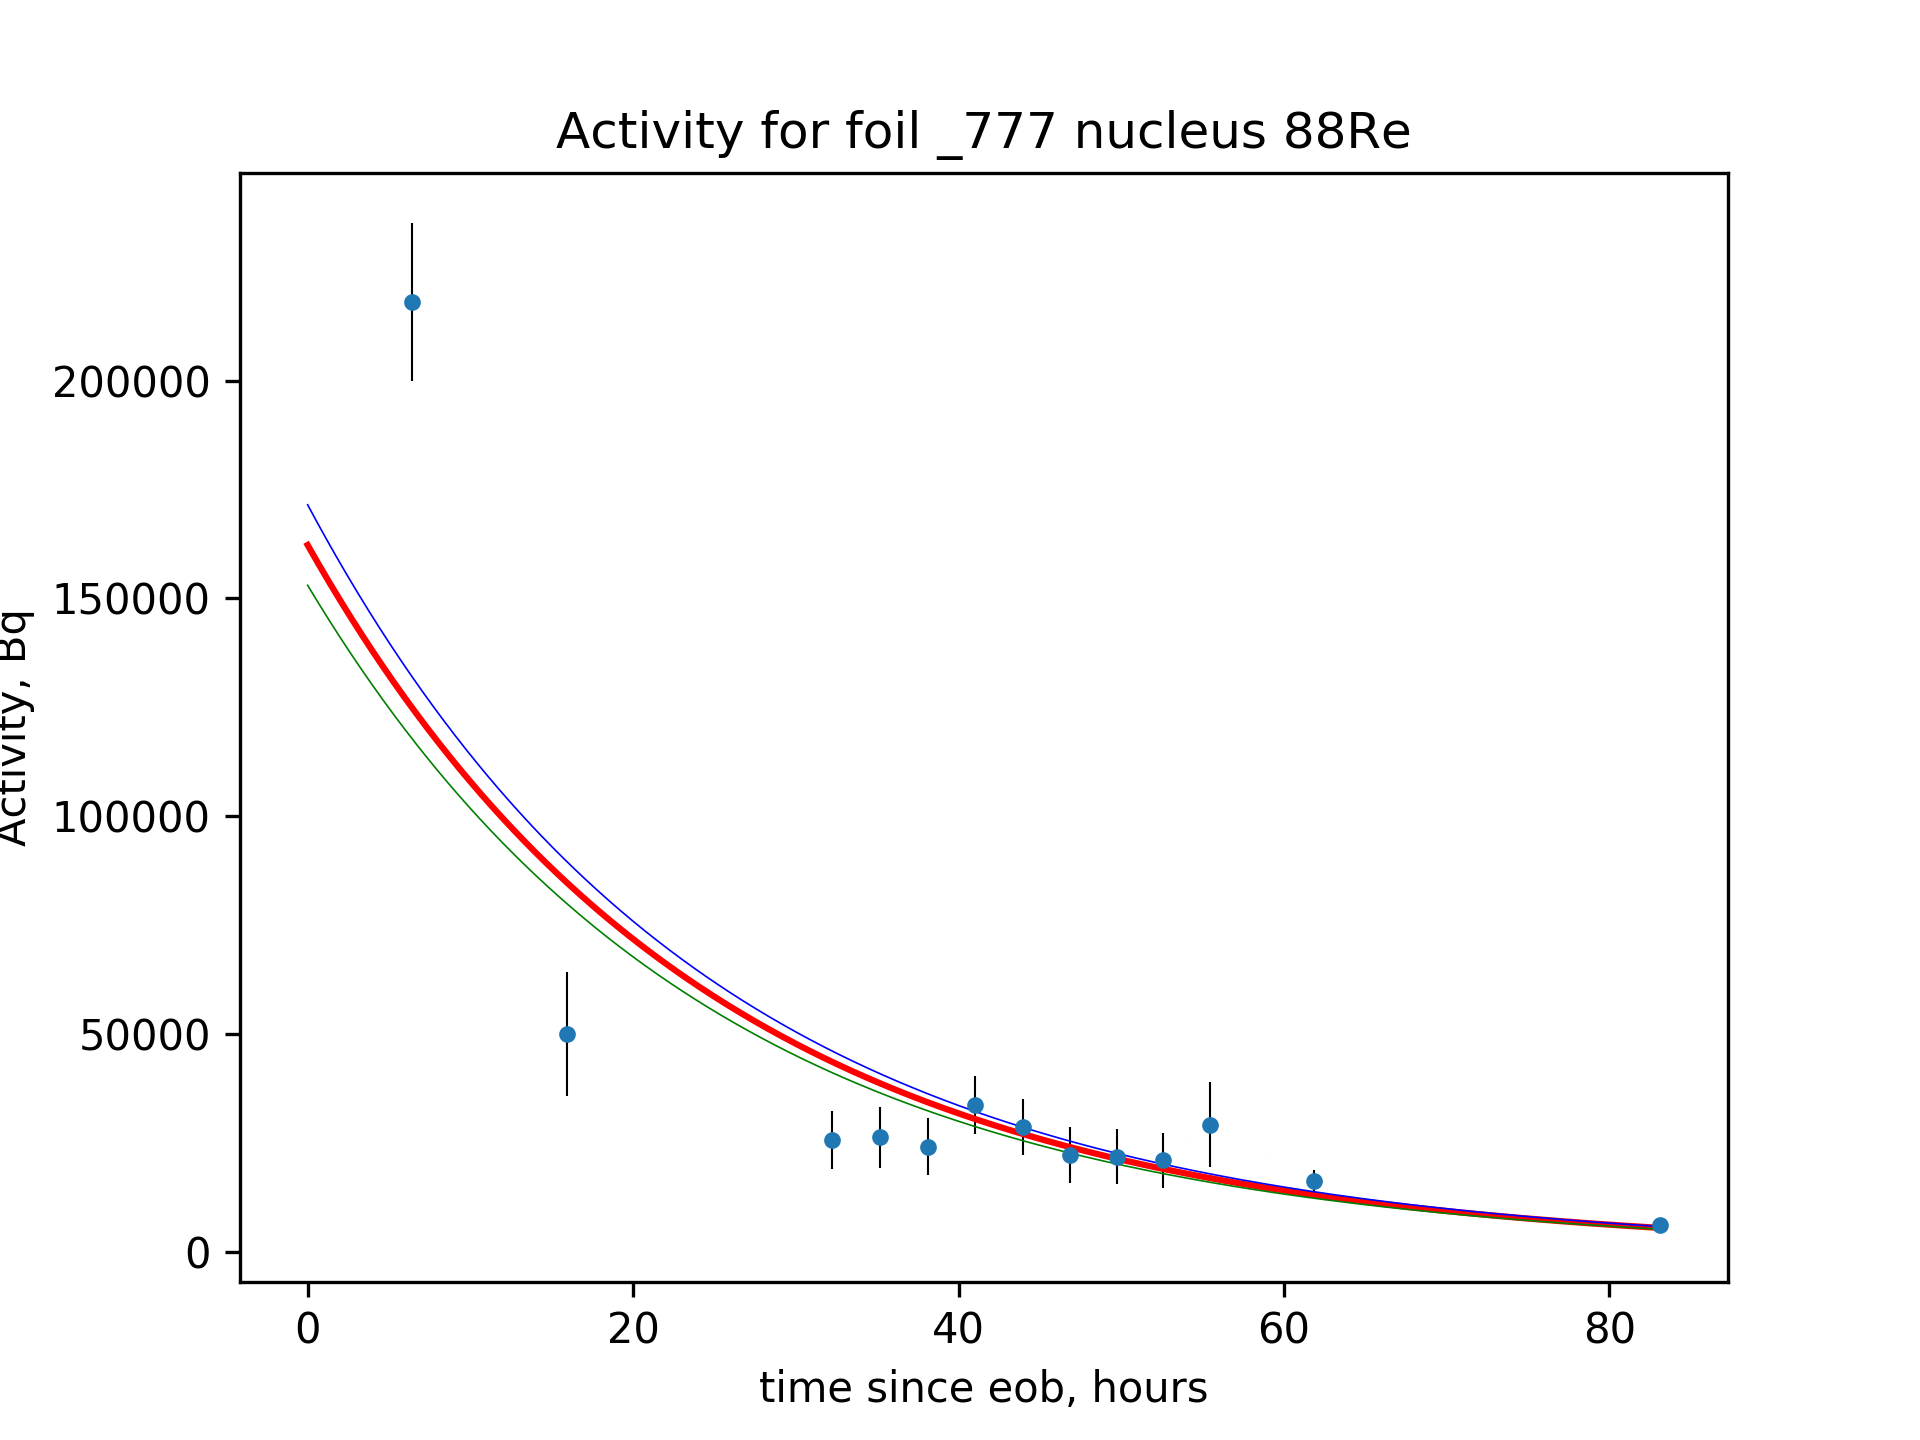 Activity for foil _777 nucleus 88Re
Activity, Bq
200000
150000
100000
50000
0
0 20 40 60 80
time since eob, hours